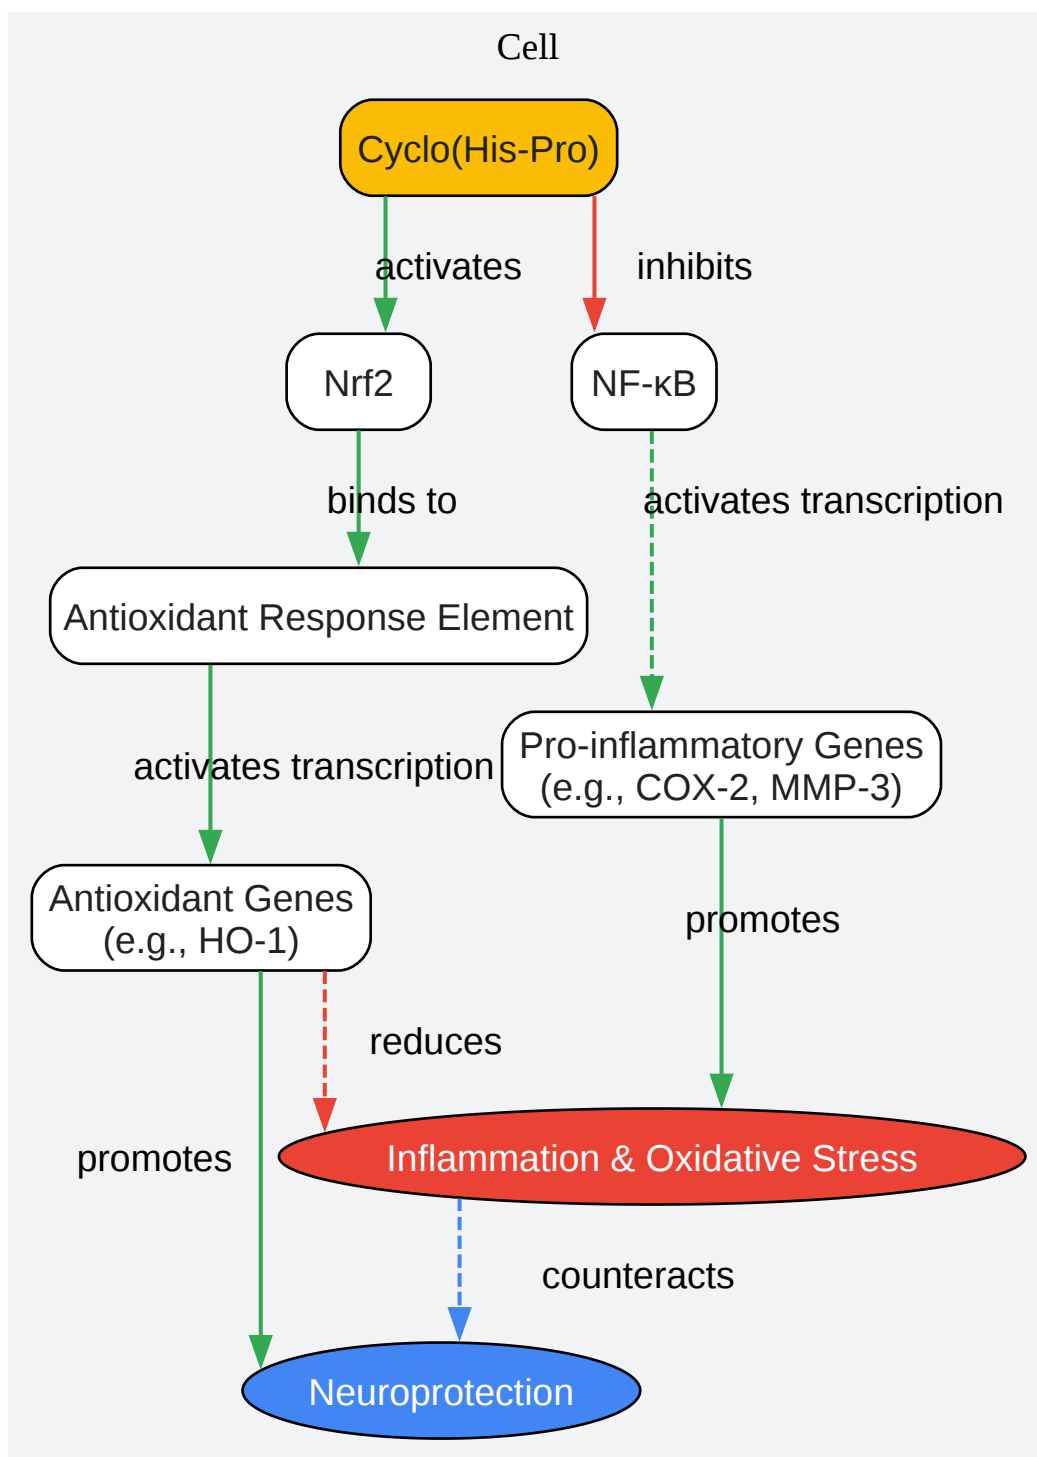 Cell
Cyclo(His-Pro)
activates
inhibits
Nrf2
NF-κB
binds to
activates transcription
Antioxidant Response Element
activates transcription
Pro-inflammatory Genes
(e.g., COX-2, MMP-3)
Antioxidant Genes
(e.g., HO-1)
promotes
reduces
promotes
Inflammation & Oxidative Stress
counteracts
Neuroprotection